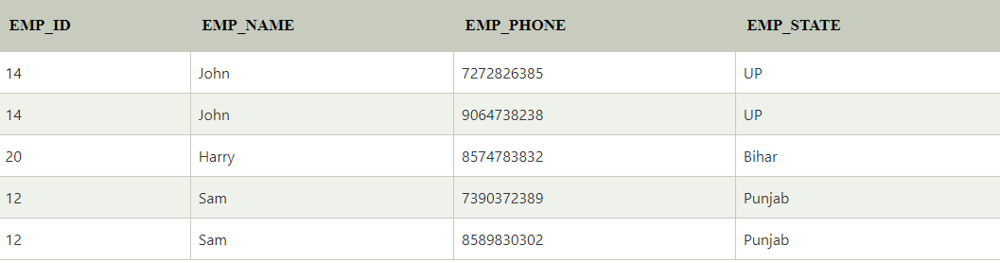 EMP_ID EMP_NAME EMP_PHONE EMP_STATE
14 John 7272826385 UP
14 John 9064738238 UP
20 Harry 8574783832 Bihar
12 Sam 7390372389 Punjab
12 Sam 8589830302 Punjab